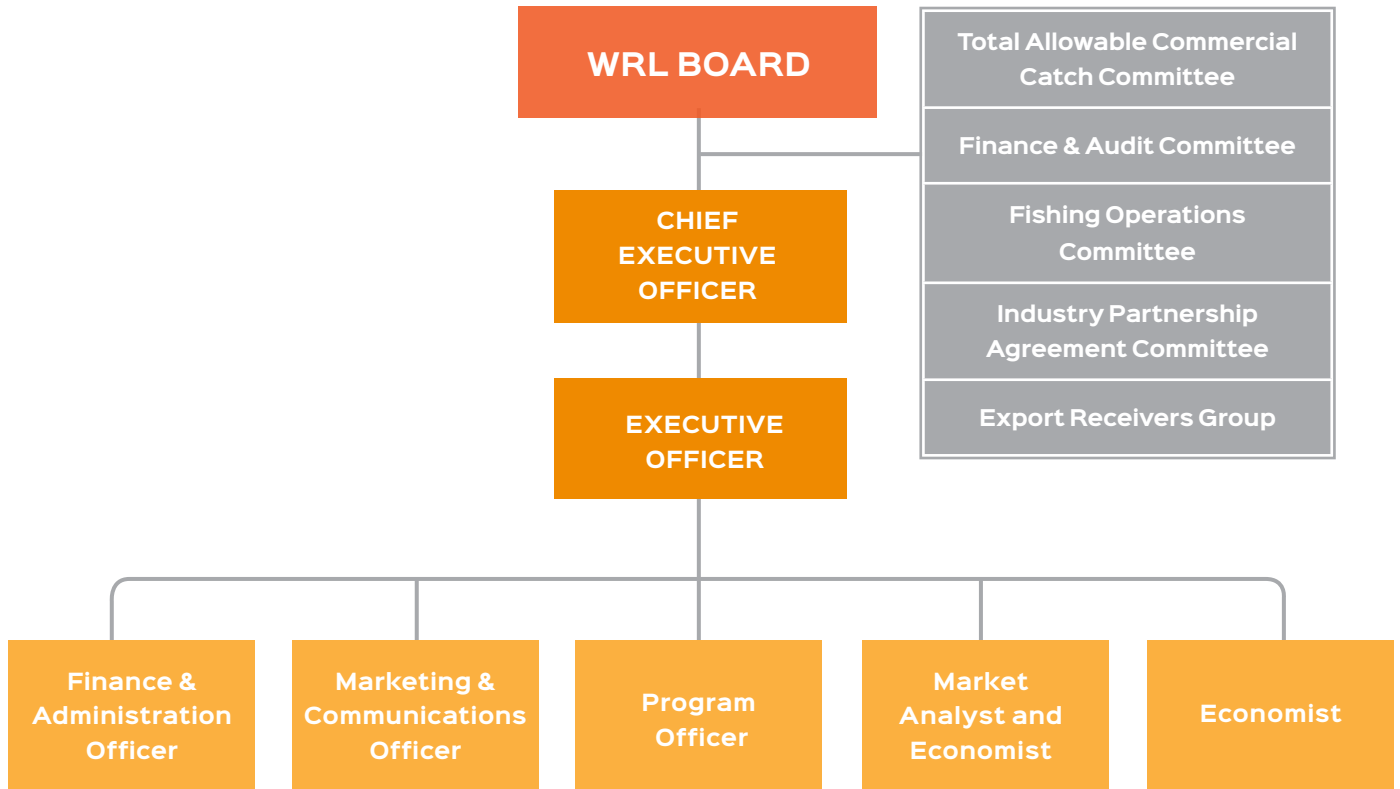 WRL BOARD
Total Allowable Commercial
Catch Committee
Finance & Audit Committee
Fishing Operations
Committee
Industry Partnership
Agreement Committee
Export Receivers Group
CHIEF
EXECUTIVE
OFFICER
EXECUTIVE
OFFICER
Finance &
Administration
Officer
Marketing &
Communications
Officer
Program
Officer
Market
Analyst and
Economist
Economist